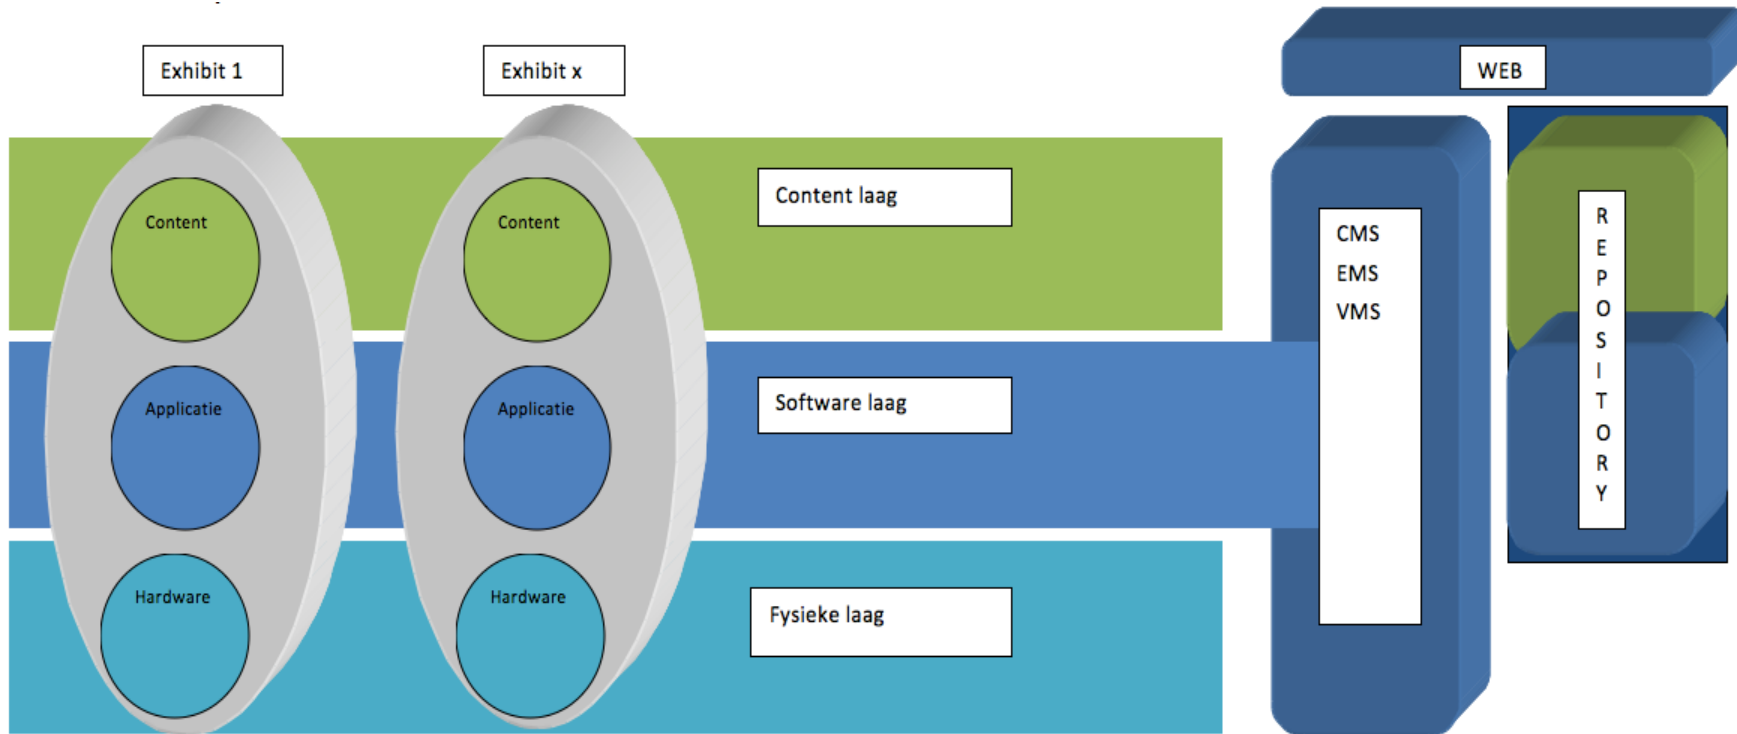 Exhibit 1
Exhibit x
WEB
Content
Content
Content laag
CMS
EMS
VMS
REPOSITORY
Applicatie
Applicatie
Software laag
Hardware
Hardware
Fysieke laag